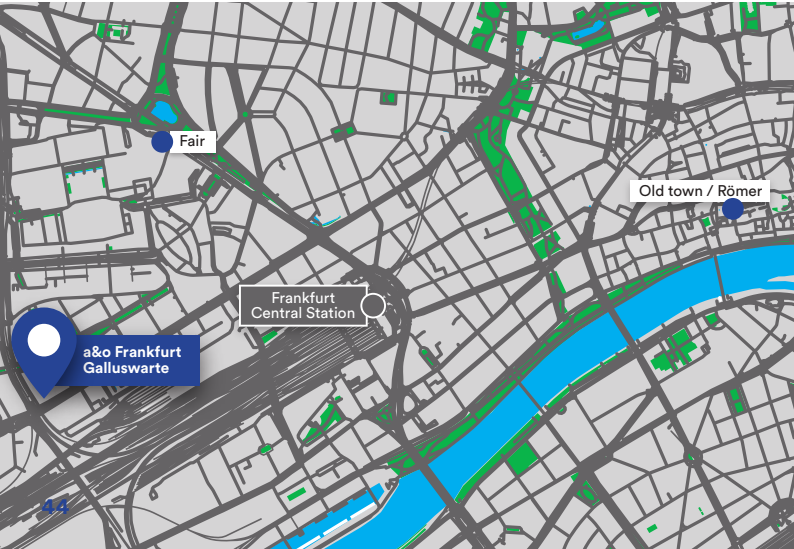 Fair
Old town / Römer
Frankfurt
Central Station
a&o Frankfurt
Galluswarte
44